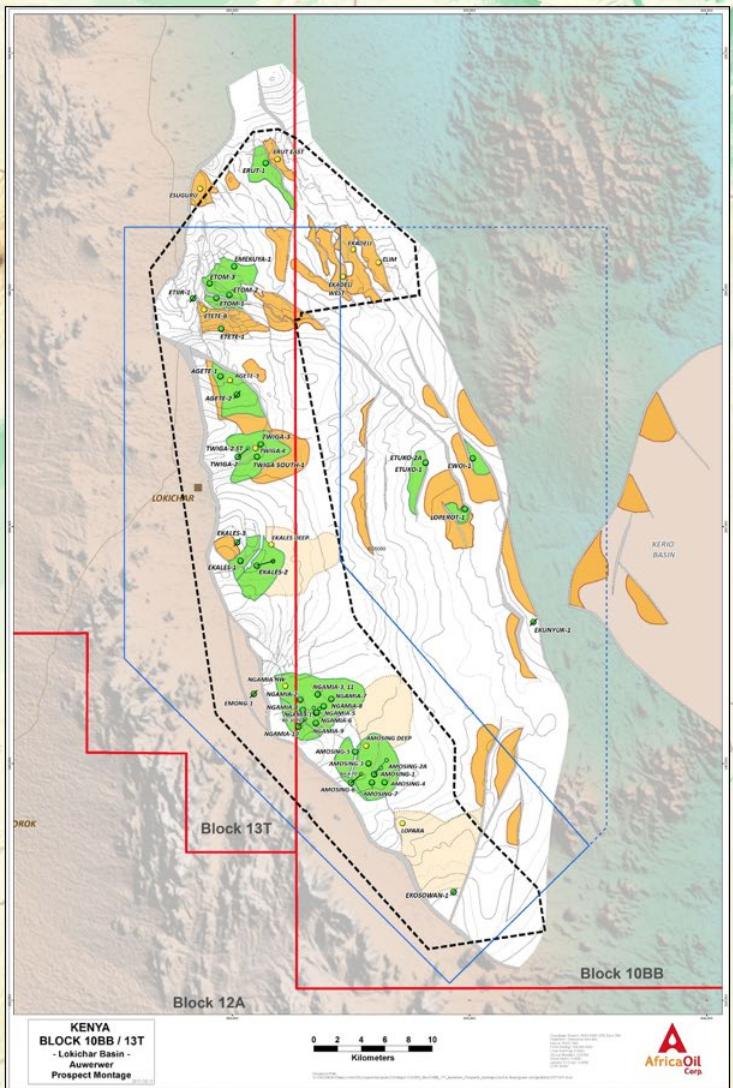 ERUT EAST
ERUT-1
ESUGURU
EKADELI
ELIM
EMEKUYA-1
ETOM-3
EKADELI
WEST
ETOM-2
ETIIR-1
ETOM-1
ETETE-B
ETETE-1
AGETE-1
AGETE-3
AGETE-2
TWIGA-3
TWIGA-2 ST
TWIGA-4
TWIGA-2
TWIGA SOUTH-1
ETUKO-2A
ETUKO-1
EWOI-1
LOKICHAR
LOPEROT-1
EKALES-3
EKALES DEEP
EKALES-1
EKALES-2
KERIO
BASIN
EKUNYUK-1
NGAMIA NW
EMONG-1
NGAMIA-3, 11
NGAMIA-7
NGAMIA-8
NGAMIA-5
NGAMIA-6
NGAMIA-9
AMOSING DEEP
AMOSING-5
AMOSING-3
AMOSING-2A
AMOSING-1
AMOSING-4
AMOSING-6
AMOSING-7
Block 13T
LOPARA
EKOSOWAN-1
Block 10BB
Block 12A
KENYA
BLOCK 10BB / 13T
- Lokichar Basin -
Auwerwer
Prospect Montage
0 2 4 6 8 10
Kilometers
AfricaOil
Corp.